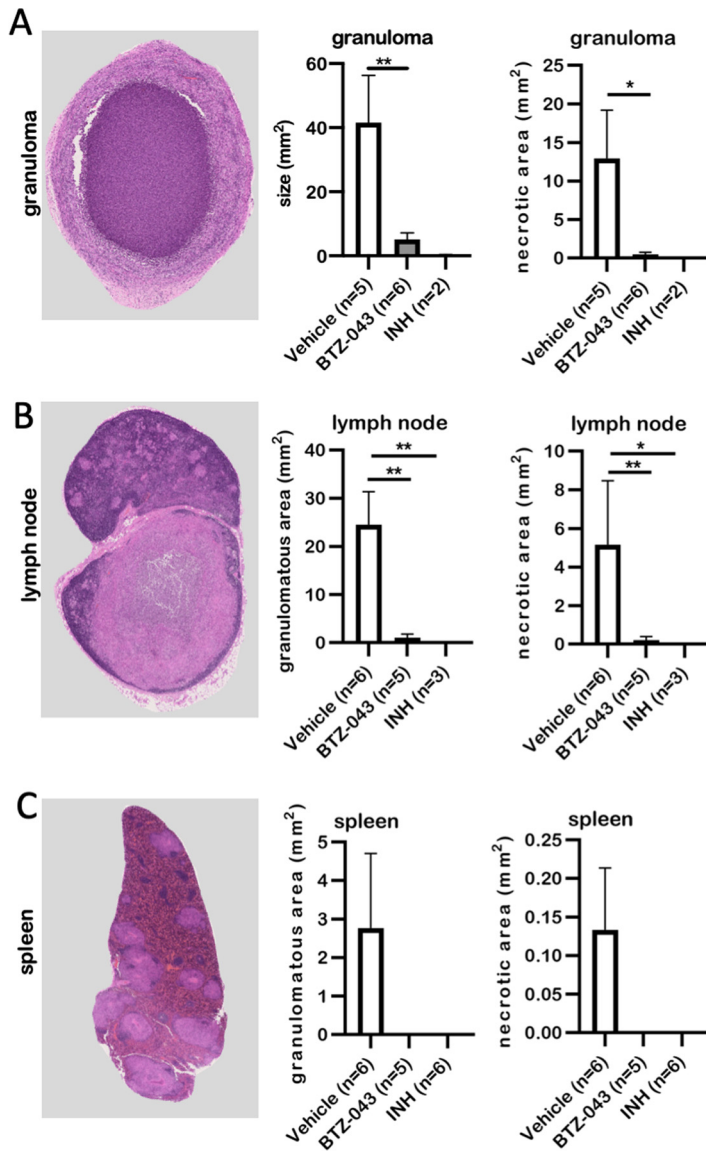 A
granuloma
granuloma
**
size (mm²)
60
40
20
0
Vehicle (n=5)
BTZ-043 (n=6)
INH (n=2)
granuloma
*
necrotic area (mm²)
25
20
15
10
5
0
Vehicle (n=5)
BTZ-043 (n=6)
INH (n=2)
B
lymph node
lymph node
**
**
granulomatous area (mm²)
40
30
20
10
0
Vehicle (n=6)
BTZ-043 (n=5)
INH (n=3)
lymph node
*
**
necrotic area (mm²)
10
8
6
4
2
0
Vehicle (n=6)
BTZ-043 (n=5)
INH (n=3)
C
spleen
spleen
granulomatous area (mm²)
5
4
3
2
1
0
Vehicle (n=6)
BTZ-043 (n=5)
INH (n=6)
spleen
necrotic area (mm²)
0.25
0.20
0.15
0.10
0.05
0.00
Vehicle (n=6)
BTZ-043 (n=5)
INH (n=6)